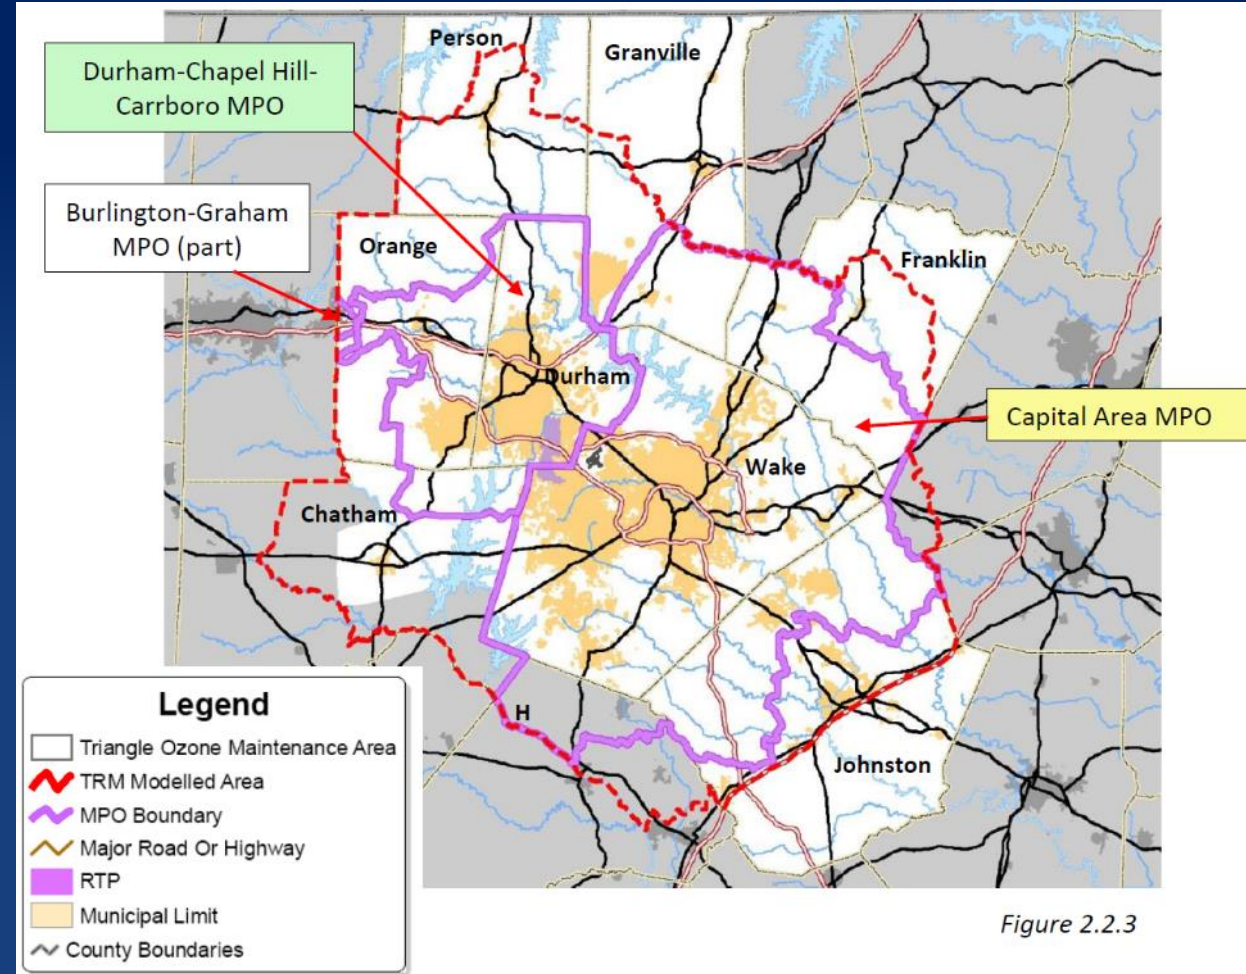 Person
Granville
Durham-Chapel Hill-
Carrboro MPO
Burlington-Graham
MPO (part)
Orange
Franklin
Durham
Capital Area MPO
Wake
Chatham
H
Johnston
Legend
Triangle Ozone Maintenance Area
TRM Modelled Area
MPO Boundary
Major Road Or Highway
RTP
Municipal Limit
County Boundaries
Figure 2.2.3